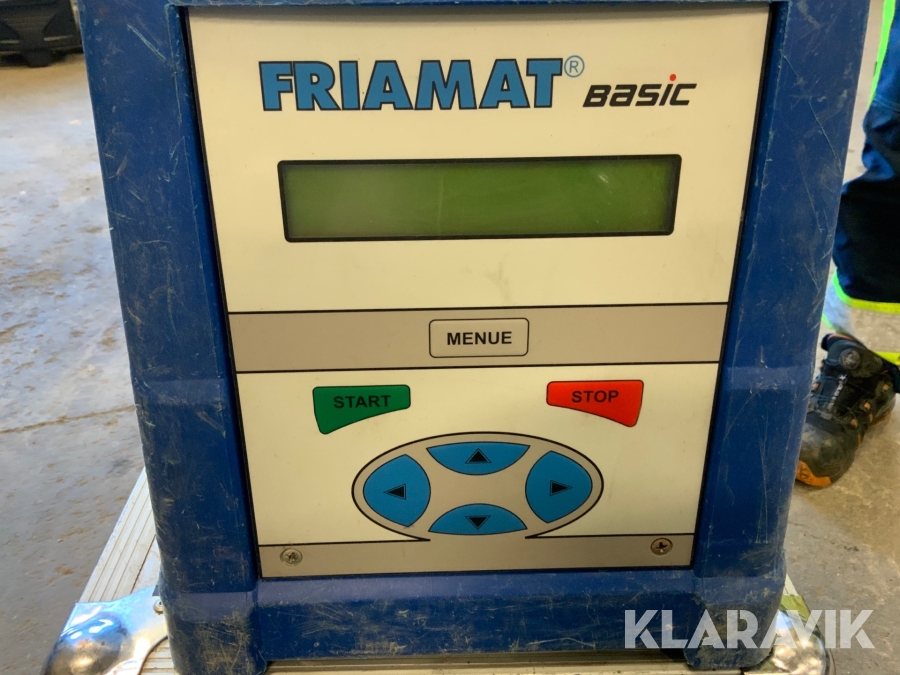 FRIAMAT® BASIC
MENUE
START STOP
KLARAVIK